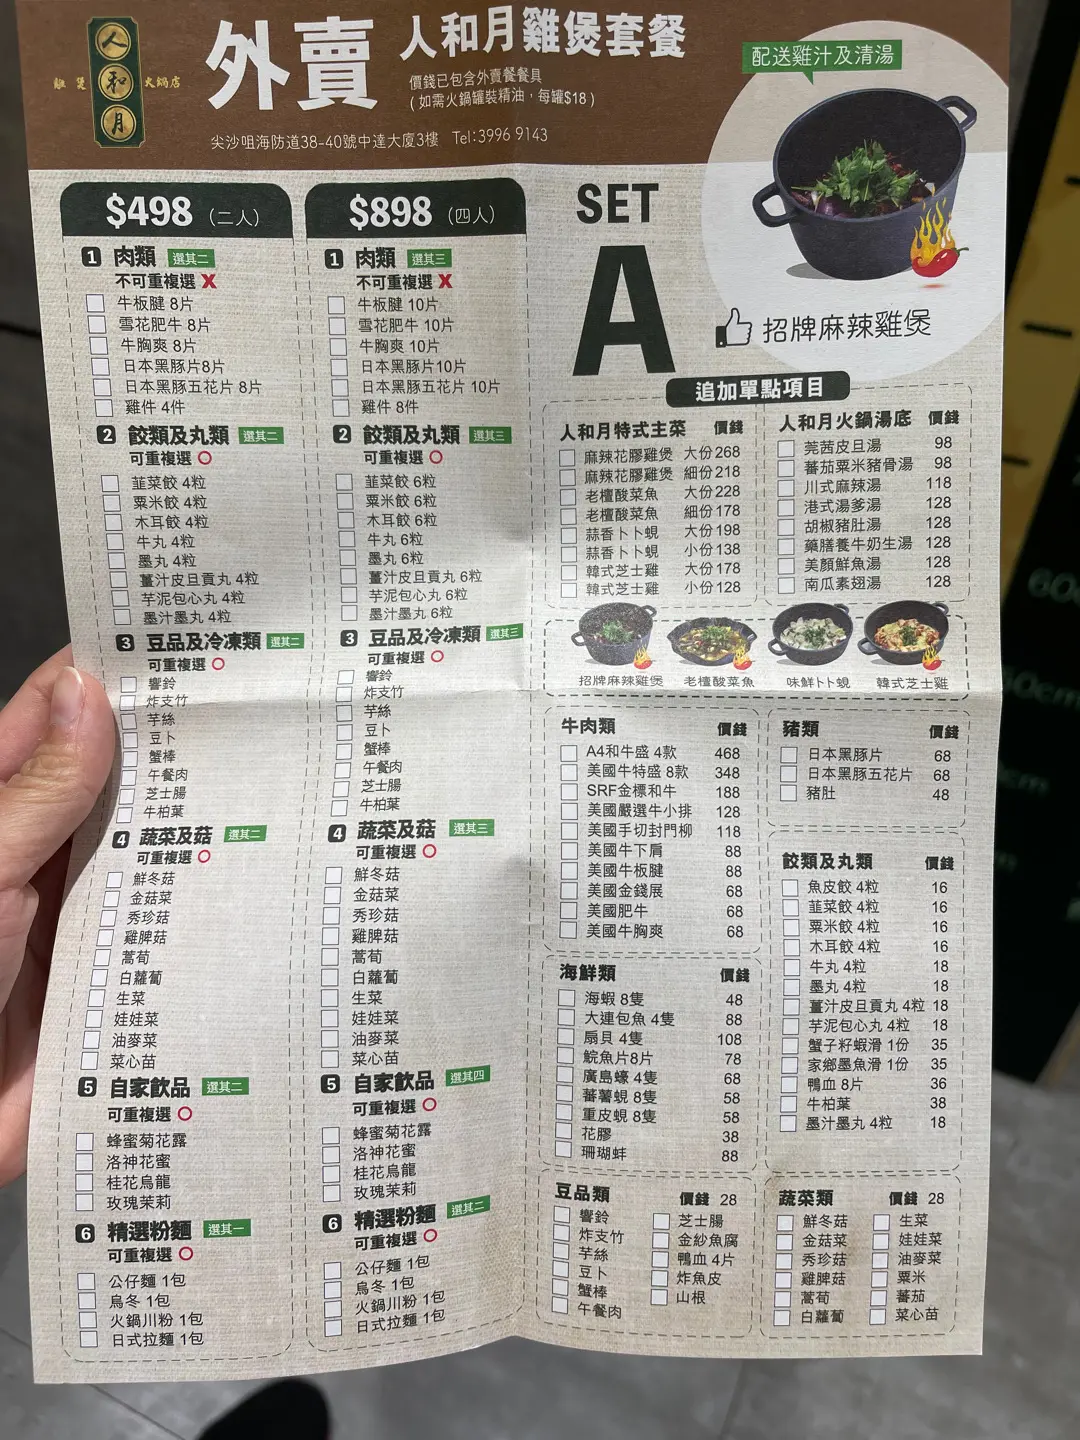 人
和
月
雞煲
火鍋店
外賣
人和月雞煲套餐
價錢已包含外賣餐餐具
(如需火鍋罐裝精油，每罐$18)
尖沙咀海防道38-40號中達大廈3樓 Tel:3996 9143
配送雞汁及清湯
SET
A
招牌麻辣雞煲
$498 (二人)
1 肉類 選其二
不可重複選 X
牛板腱 8片
雪花肥牛 8片
牛胸爽 8片
日本黑豚片8片
日本黑豚五花片 8片
雞件 4件
2 餃類及丸類 選其二
可重複選
韮菜餃 4粒
粟米餃 4粒
木耳餃 4粒
牛丸 4粒
墨丸 4粒
薑汁皮旦貢丸 4粒
芋泥包心丸 4粒
墨汁墨丸 4粒
3 豆品及冷凍類 選其二
可重複選
響鈴
炸支竹
芋絲
豆卜
蟹棒
午餐肉
芝士腸
牛柏葉
4 蔬菜及菇 選其二
可重複選
鮮冬菇
金菇菜
秀珍菇
雞脾菇
蒿荀
白蘿蔔
生菜
娃娃菜
油麥菜
菜心苗
5 自家飲品 選其二
可重複選
蜂蜜菊花露
洛神花蜜
桂花烏龍
玫瑰茉莉
6 精選粉麵 選其一
可重複選
公仔麵 1包
烏冬 1包
火鍋川粉 1包
日式拉麵 1包
$898 (四人)
1 肉類 選其三
不可重複選 X
牛板腱 10片
雪花肥牛 10片
牛胸爽 10片
日本黑豚片10片
日本黑豚五花片 10片
雞件 8件
2 餃類及丸類 選其三
可重複選
韮菜餃 6粒
粟米餃 6粒
木耳餃 6粒
牛丸 6粒
墨丸 6粒
薑汁皮旦貢丸 6粒
芋泥包心丸 6粒
墨汁墨丸 6粒
3 豆品及冷凍類 選其三
可重複選
響鈴
炸支竹
芋絲
豆卜
蟹棒
午餐肉
芝士腸
牛柏葉
4 蔬菜及菇 選其三
可重複選
鮮冬菇
金菇菜
秀珍菇
雞脾菇
蒿荀
白蘿蔔
生菜
娃娃菜
油麥菜
菜心苗
5 自家飲品 選其四
可重複選
蜂蜜菊花露
洛神花蜜
桂花烏龍
玫瑰茉莉
6 精選粉麵 選其二
可重複選
公仔麵 1包
烏冬 1包
火鍋川粉 1包
日式拉麵 1包
追加單點項目
人和月特式主菜 價錢
麻辣花膠雞煲 大份268
麻辣花膠雞煲 細份218
老檀酸菜魚 大份228
老檀酸菜魚 細份178
蒜香卜卜蜆 大份198
蒜香卜卜蜆 小份138
韓式芝士雞 大份178
韓式芝士雞 小份128
人和月火鍋湯底 價錢
莞茜皮旦湯 98
蕃茄粟米豬骨湯 98
川式麻辣湯 118
港式湯爹湯 128
胡椒豬肚湯 128
藥膳養牛奶生湯 128
美顏鮮魚湯 128
南瓜素翅湯 128
招牌麻辣雞煲
老檀酸菜魚
味鮮卜卜蜆
韓式芝士雞
牛肉類 價錢
A4和牛盛 4款 468
美國牛特盛 8款 348
SRF金標和牛 188
美國嚴選牛小排 128
美國手切封門柳 118
美國牛下肩 88
美國牛板腱 88
美國金錢展 68
美國肥牛 68
美國牛胸爽 68
豬類 價錢
日本黑豚片 68
日本黑豚五花片 68
豬肚 48
餃類及丸類 價錢
魚皮餃 4粒 16
韮菜餃 4粒 16
粟米餃 4粒 16
木耳餃 4粒 16
牛丸 4粒 18
墨丸 4粒 18
薑汁皮旦貢丸 4粒 18
芋泥包心丸 4粒 18
蟹子籽蝦滑 1份 35
家鄉墨魚滑 1份 35
鴨血 8片 36
牛柏葉 38
墨汁墨丸 4粒 18
海鮮類 價錢
海蝦 8隻 48
大連包魚 4隻 88
扇貝 4隻 108
鯇魚片8片 78
廣島蠔 4隻 68
蕃薯蜆 8隻 58
重皮蜆 8隻 58
花膠 38
珊瑚蚌 88
豆品類 價錢 28
響鈴
炸支竹
芋絲
豆卜
蟹棒
午餐肉
芝士腸
金紗魚腐
鴨血 4片
炸魚皮
山根
蔬菜類 價錢 28
鮮冬菇
金菇菜
秀珍菇
雞脾菇
蒿荀
白蘿蔔
生菜
娃娃菜
油麥菜
粟米
蕃茄
菜心苗